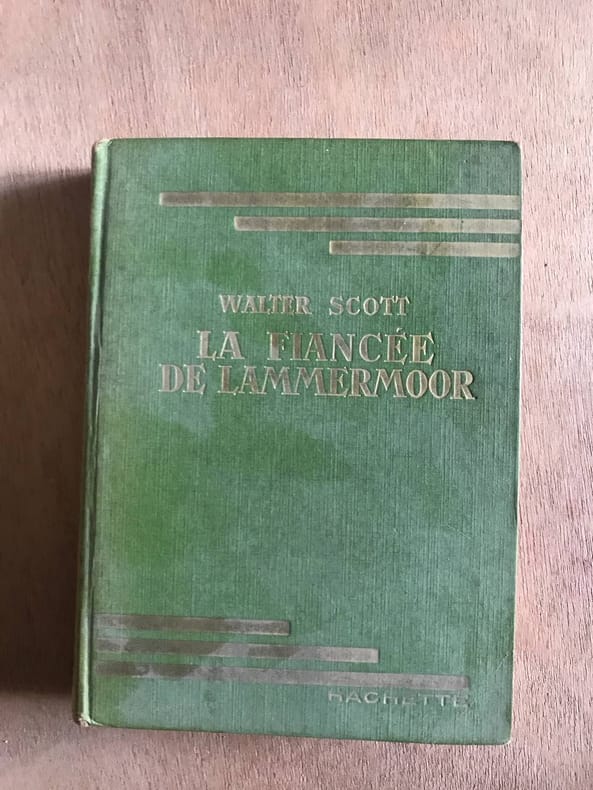 WALTER SCOTT
LA FIANCÉE
DE LAMMERMOOR
HACHETTE